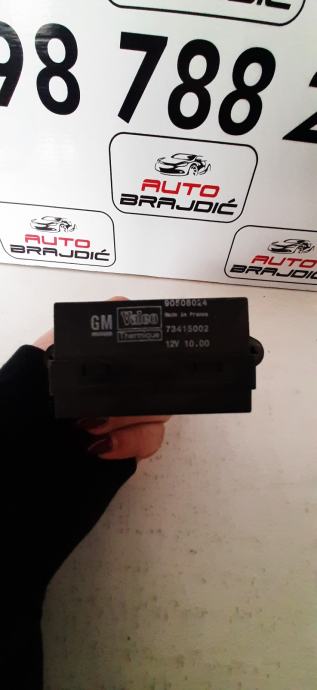 98 788 2
AUTO
BRAJDIĆ
AUTO
BRAJDIĆ
AUTO
BRAJDIĆ
90508024
GM Valeo Made in France
Thermique 73415002
12V 10.00